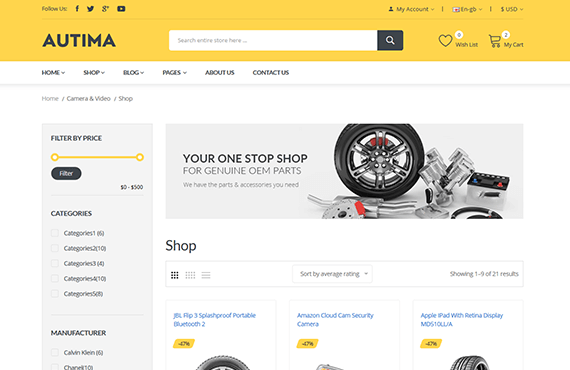 Follow Us:
My Account
En-gb
$ USD
AUTIMA
Search entire store here ...
0
Wish List
2
My Cart
HOME
SHOP
BLOG
PAGES
ABOUT US
CONTACT US
Home / Camera & Video / Shop
FILTER BY PRICE
Filter
$0 - $500
CATEGORIES
Categories1 (6)
Categories2(10)
Categories3 (4)
Categories4(10)
Categories5(8)
MANUFACTURER
Calvin Klein (6)
Chanel(10)
YOUR ONE STOP SHOP
FOR GENUINE OEM PARTS
We have the parts & accessories you need
Shop
Sort by average rating
Showing 1–9 of 21 results
JBL Flip 3 Splashproof Portable
Bluetooth 2
-47%
Amazon Cloud Cam Security
Camera
-47%
Apple IPad With Retina Display
MD510LL/A
-47%